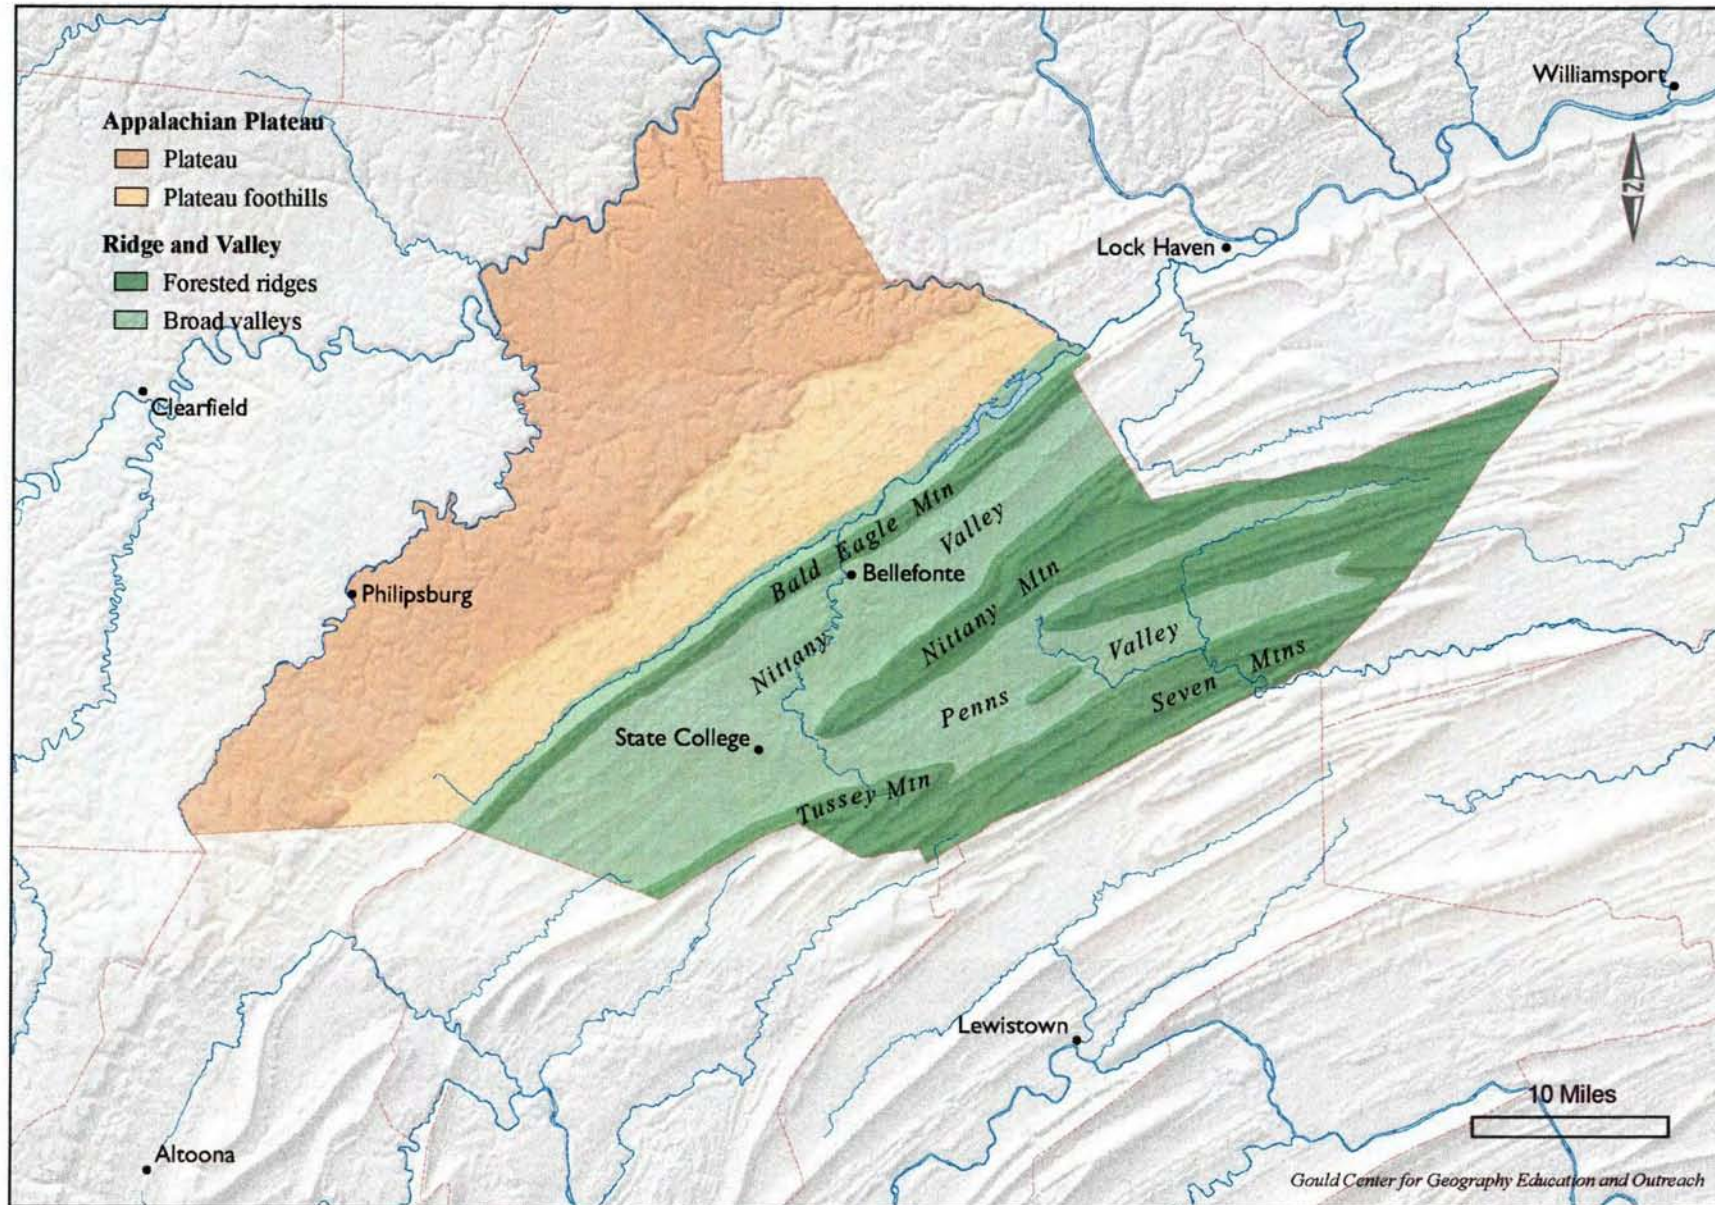 Williamsport
Appalachian Plateau
Plateau
Plateau foothills
Ridge and Valley
Forested ridges
Broad valleys
N
Lock Haven
Clearfield
Bald Eagle Mtn
Nittany Valley
Bellefonte
Philipsburg
Nittany Mtn
Penns Valley
Seven Mtns
State College
Tussey Mtn
Lewistown
10 Miles
Altoona
Gould Center for Geography Education and Outreach